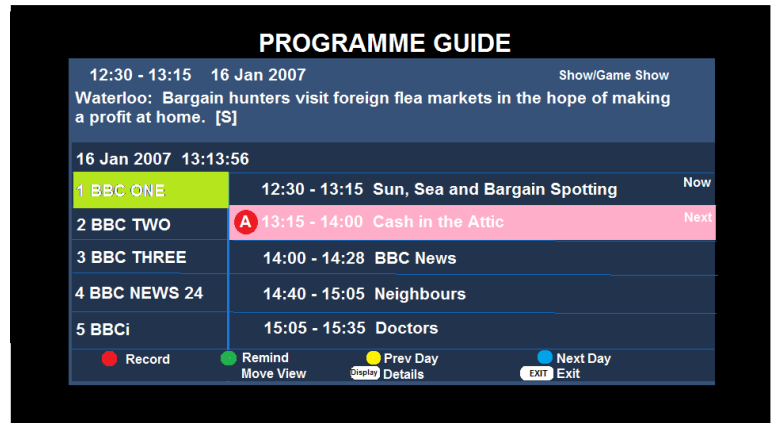 PROGRAMME GUIDE
12:30 - 13:15 16 Jan 2007 Show/Game Show
Waterloo: Bargain hunters visit foreign flea markets in the hope of making
a profit at home. [S]
16 Jan 2007 13:13:56
1 BBC ONE 12:30 - 13:15 Sun, Sea and Bargain Spotting Now
2 BBC TWO A 13:15 - 14:00 Cash in the Attic Next
3 BBC THREE 14:00 - 14:28 BBC News
4 BBC NEWS 24 14:40 - 15:05 Neighbours
5 BBCi 15:05 - 15:35 Doctors
Record Remind Prev Day Next Day
Move View Display Details EXIT Exit